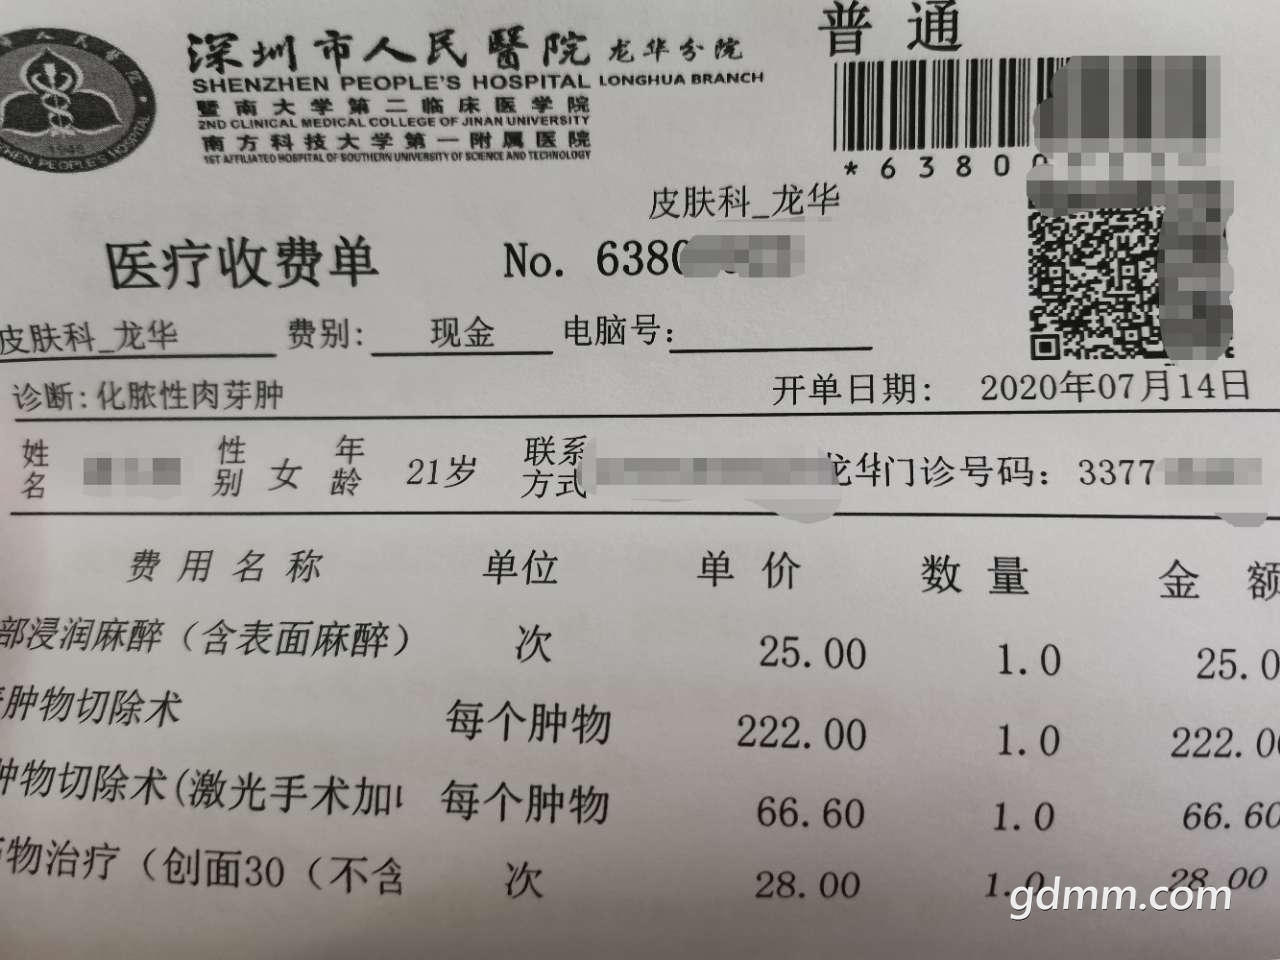 深圳市人民醫院 龙华分院 普 通
SHENZHEN PEOPLE'S HOSPITAL LONGHUA BRANCH
暨南大学第二临床医学院
2ND CLINICAL MEDICAL COLLEGE OF JINAN UNIVERSITY
南方科技大学第一附属医院
1ST AFFILIATED HOSPITAL OF SOUTHERN UNIVERSITY OF SCIENCE AND TECHNOLOGY
*6380
皮肤科_龙华
医疗收费单 No. 6380
皮肤科_龙华 费别: 现金 电脑号:
诊断: 化脓性肉芽肿 开单日期: 2020年07月14日
姓名 性别 女 年龄 21岁 联系方式 龙华门诊号码: 3377
费用名称 单位 单价 数量 金额
部浸润麻醉（含表面麻醉） 次 25.00 1.0 25.0
肿物切除术 每个肿物 222.00 1.0 222.0
肿物切除术(激光手术加 每个肿物 66.60 1.0 66.60
物治疗（创面30（不含 次 28.00 1.0 28.00
gdmm.com